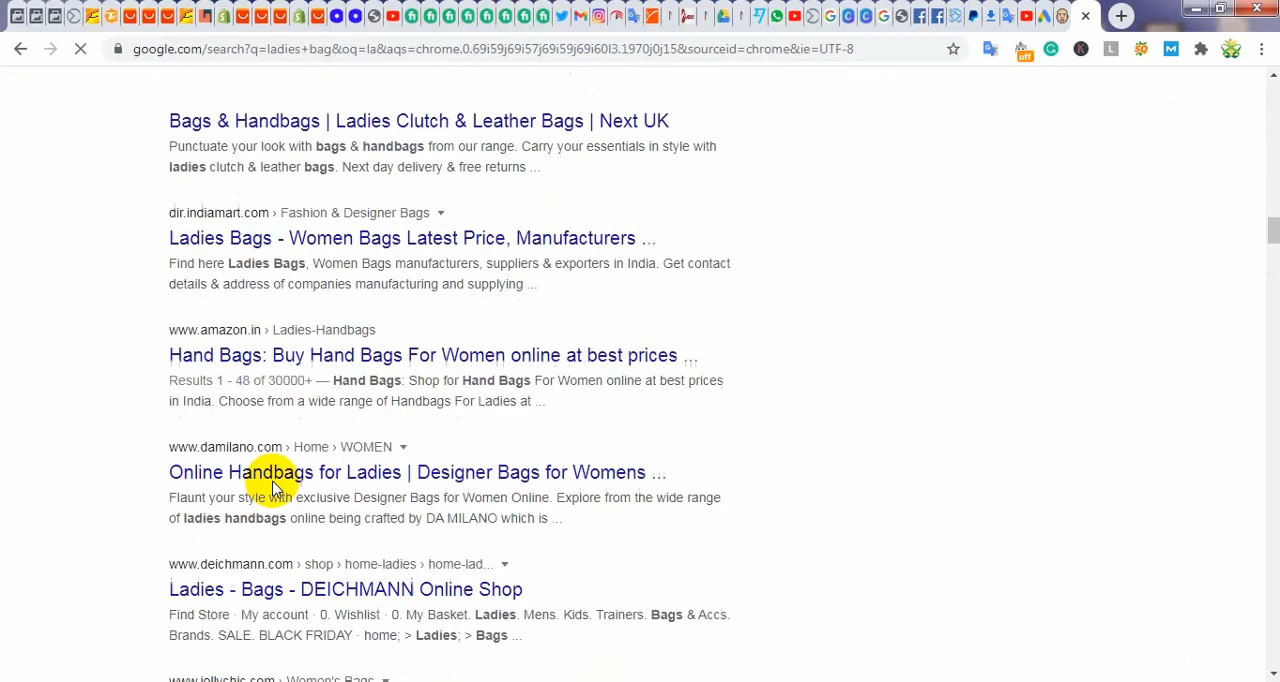 google.com/search?q=ladies+bag&oq=la&aqs=chrome.0.69i59j69i57j69i59j69i60l3.1970j0j15&sourceid=chrome&ie=UTF-8
off
Bags & Handbags | Ladies Clutch & Leather Bags | Next UK
Punctuate your look with bags & handbags from our range. Carry your essentials in style with
ladies clutch & leather bags. Next day delivery & free returns ...
dir.indiamart.com › Fashion & Designer Bags
Ladies Bags - Women Bags Latest Price, Manufacturers ...
Find here Ladies Bags, Women Bags manufacturers, suppliers & exporters in India. Get contact
details & address of companies manufacturing and supplying ...
www.amazon.in › Ladies-Handbags
Hand Bags: Buy Hand Bags For Women online at best prices ...
Results 1 - 48 of 30000+ — Hand Bags: Shop for Hand Bags For Women online at best prices
in India. Choose from a wide range of Handbags For Ladies at ...
www.damilano.com › Home › WOMEN
Online Handbags for Ladies | Designer Bags for Womens ...
Flaunt your style with exclusive Designer Bags for Women Online. Explore from the wide range
of ladies handbags online being crafted by DA MILANO which is ...
www.deichmann.com › shop › home-ladies › home-lad...
Ladies - Bags - DEICHMANN Online Shop
Find Store · My account · 0. Wishlist · 0. My Basket. Ladies. Mens. Kids. Trainers. Bags & Accs.
Brands. SALE. BLACK FRIDAY · home; > Ladies; > Bags ...
www.jollychic.com › Women's Bags